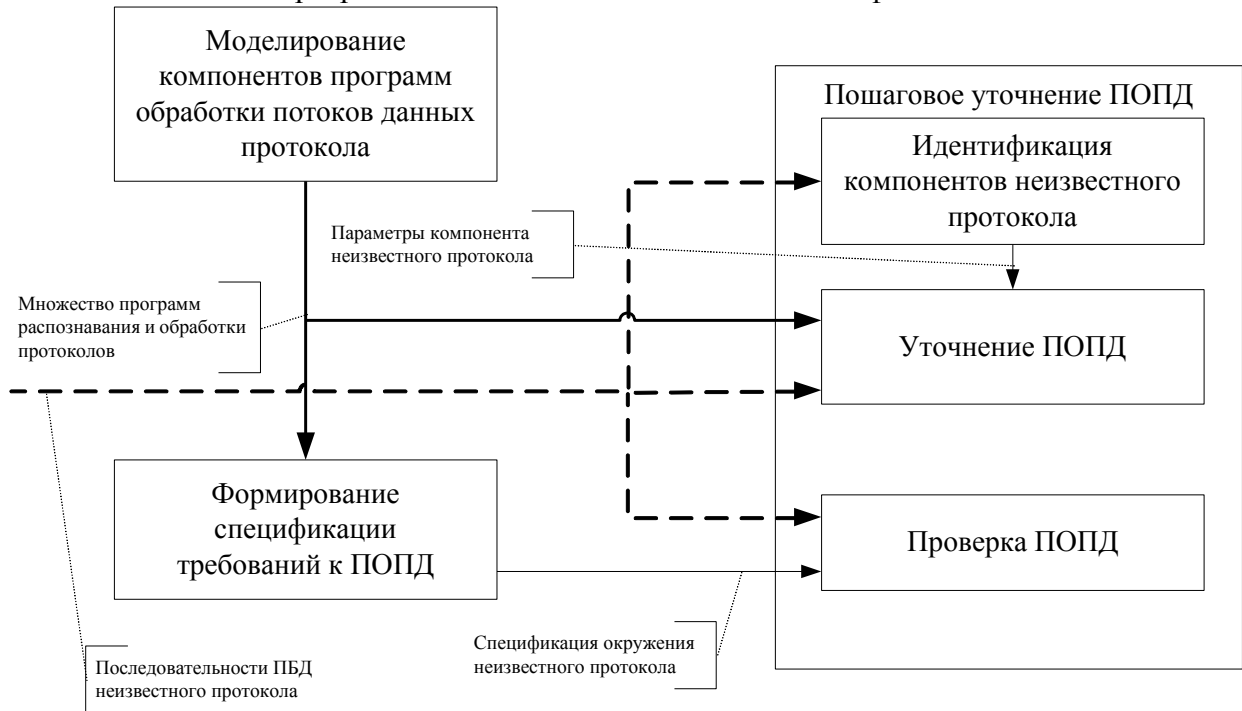 Моделирование
компонентов программ
обработки потоков данных
протокола
Пошаговое уточнение ПОПД
Идентификация
компонентов неизвестного
протокола
Параметры компонента
неизвестного протокола
Множество программ
распознавания и обработки
протоколов
Уточнение ПОПД
Формирование
спецификации
требований к ПОПД
Проверка ПОПД
Спецификация окружения
неизвестного протокола
Последовательности ПБД
неизвестного протокола